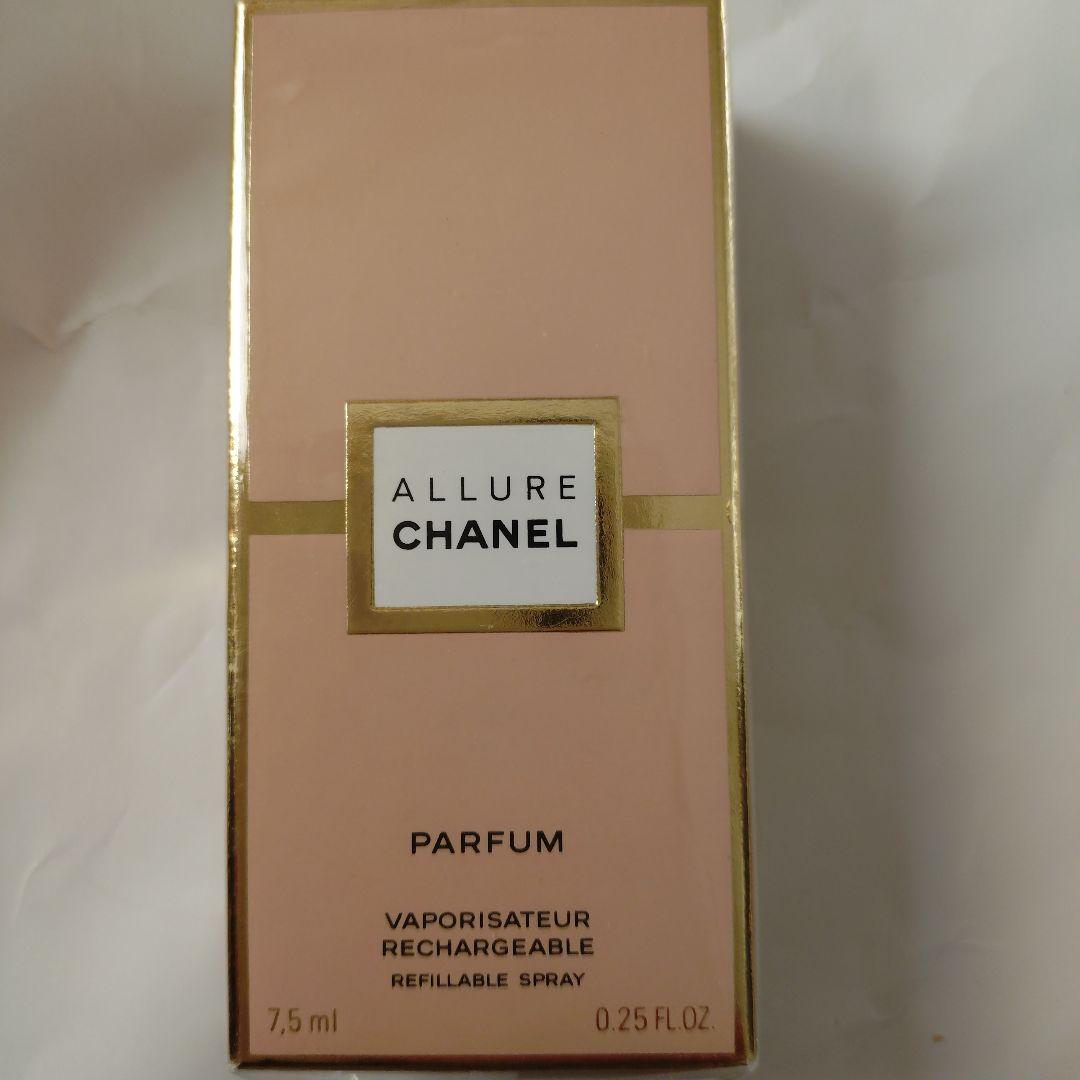 ALLURE
CHANEL
PARFUM
VAPORISATEUR
RECHARGEABLE
REFILLABLE SPRAY
7,5 ml 0.25 FL.OZ.